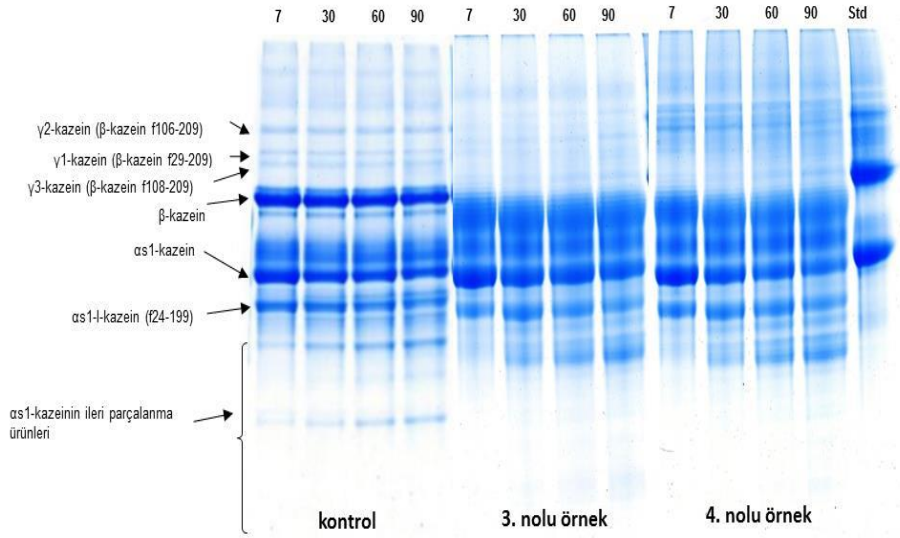 7 30 60 90 7 30 60 90 7 30 60 90 Std
γ2-kazein (β-kazein f106-209)
γ1-kazein (β-kazein f29-209)
γ3-kazein (β-kazein f108-209)
β-kazein
αs1-kazein
αs1-I-kazein (f24-199)
αs1-kazeinin ileri parçalanma
ürünleri
kontrol 3. nolu örnek 4. nolu örnek